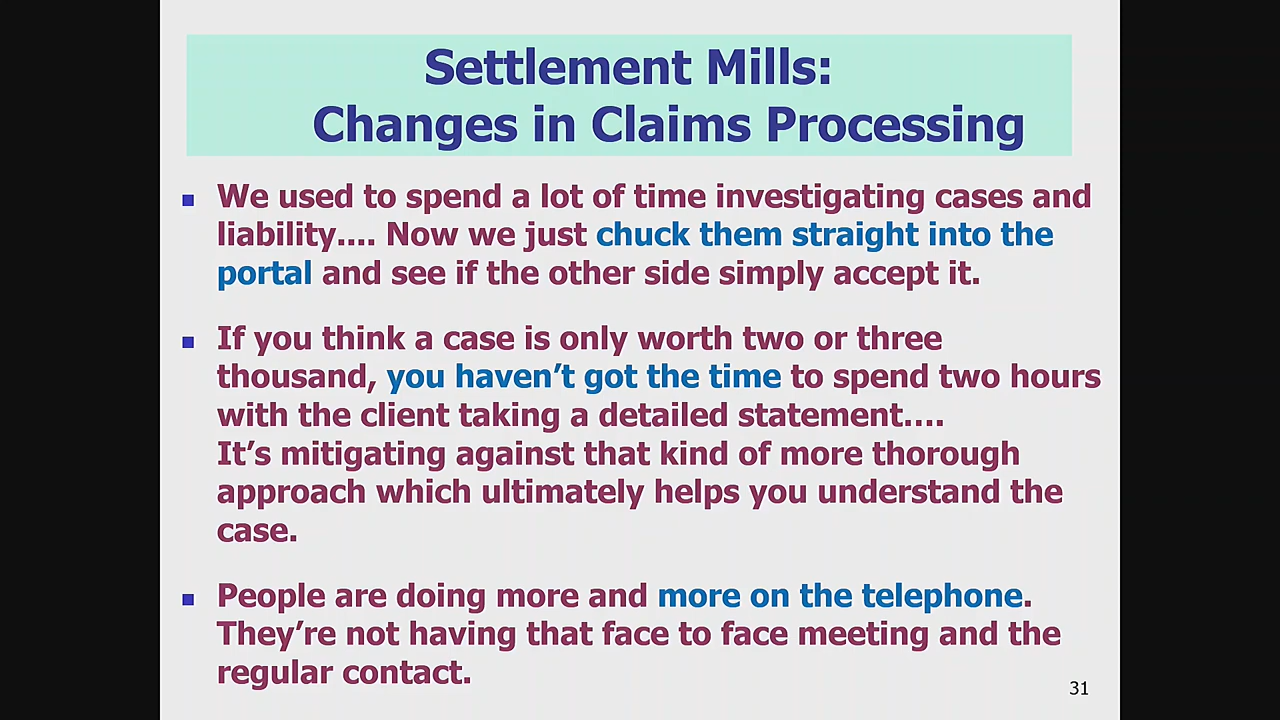 Settlement Mills:
Changes in Claims Processing
We used to spend a lot of time investigating cases and
liability.... Now we just chuck them straight into the
portal and see if the other side simply accept it.
If you think a case is only worth two or three
thousand, you haven’t got the time to spend two hours
with the client taking a detailed statement….
It’s mitigating against that kind of more thorough
approach which ultimately helps you understand the
case.
People are doing more and more on the telephone.
They’re not having that face to face meeting and the
regular contact.
31